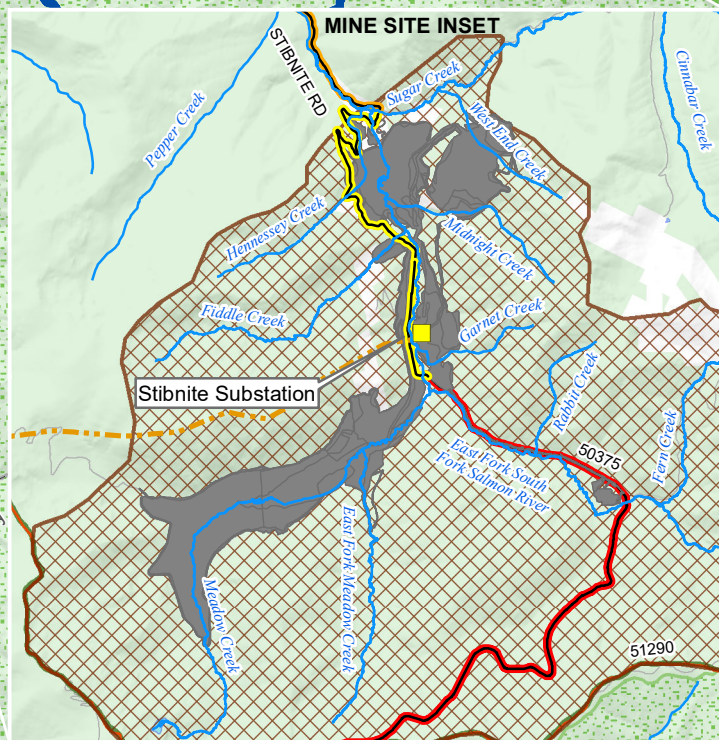 MINE SITE INSET
STIBNITE RD
Sugar Creek
Cinnabar Creek
Pepper Creek
West End Creek
Hennessey Creek
Midnight Creek
Fiddle Creek
Garnet Creek
Stibnite Substation
Rabbit Creek
50375
East Fork South
Fork Salmon River
Fern Creek
East Fork Meadow Creek
Meadow Creek
51290